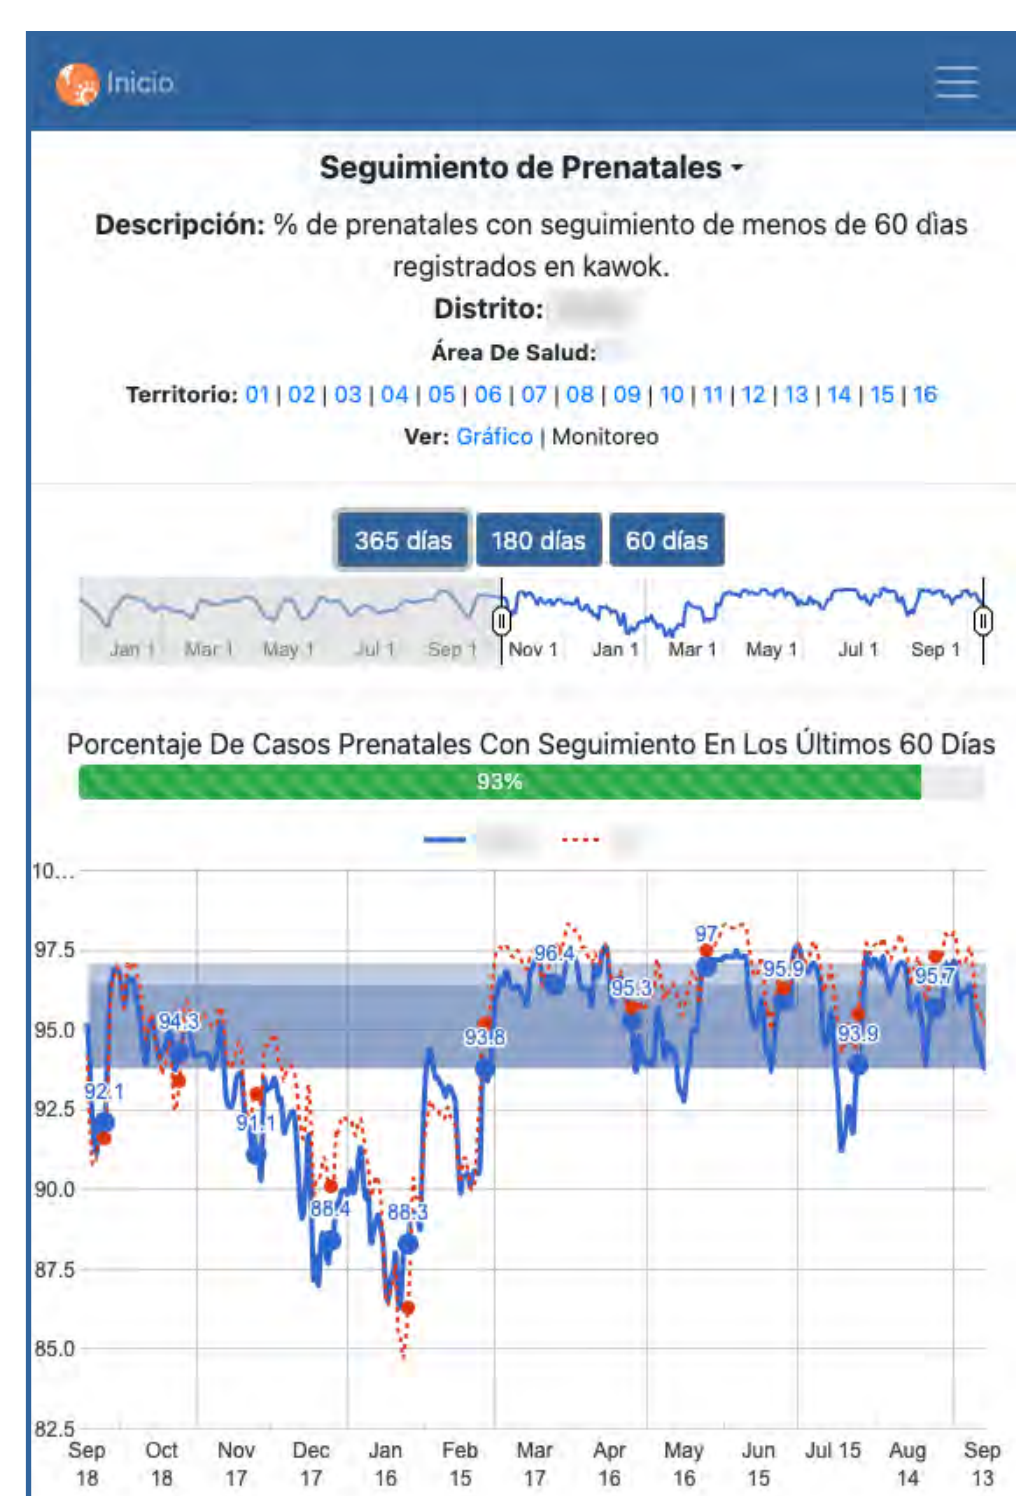 Inicio
Seguimiento de Prenatales
Descripción: % de prenatales con seguimiento de menos de 60 dìas
registrados en kawok.
Distrito:
Área De Salud:
Territorio: 01 | 02 | 03 | 04 | 05 | 06 | 07 | 08 | 09 | 10 | 11 | 12 | 13 | 14 | 15 | 16
Ver: Gráfico | Monitoreo
365 días 180 días 60 días
Jan 1 Mar 1 May 1 Jul 1 Sep 1 Nov 1 Jan 1 Mar 1 May 1 Jul 1 Sep 1
Porcentaje De Casos Prenatales Con Seguimiento En Los Últimos 60 Días
93%
10...
97.5
95.0
92.5
90.0
87.5
85.0
82.5
92.1 94.3 91.1 88.4 88.3 93.8 96.4 95.3 97 95.9 93.9 95.7
Sep Oct Nov Dec Jan Feb Mar Apr May Jun Jul 15 Aug Sep
18 18 17 17 16 15 17 16 16 15 14 13